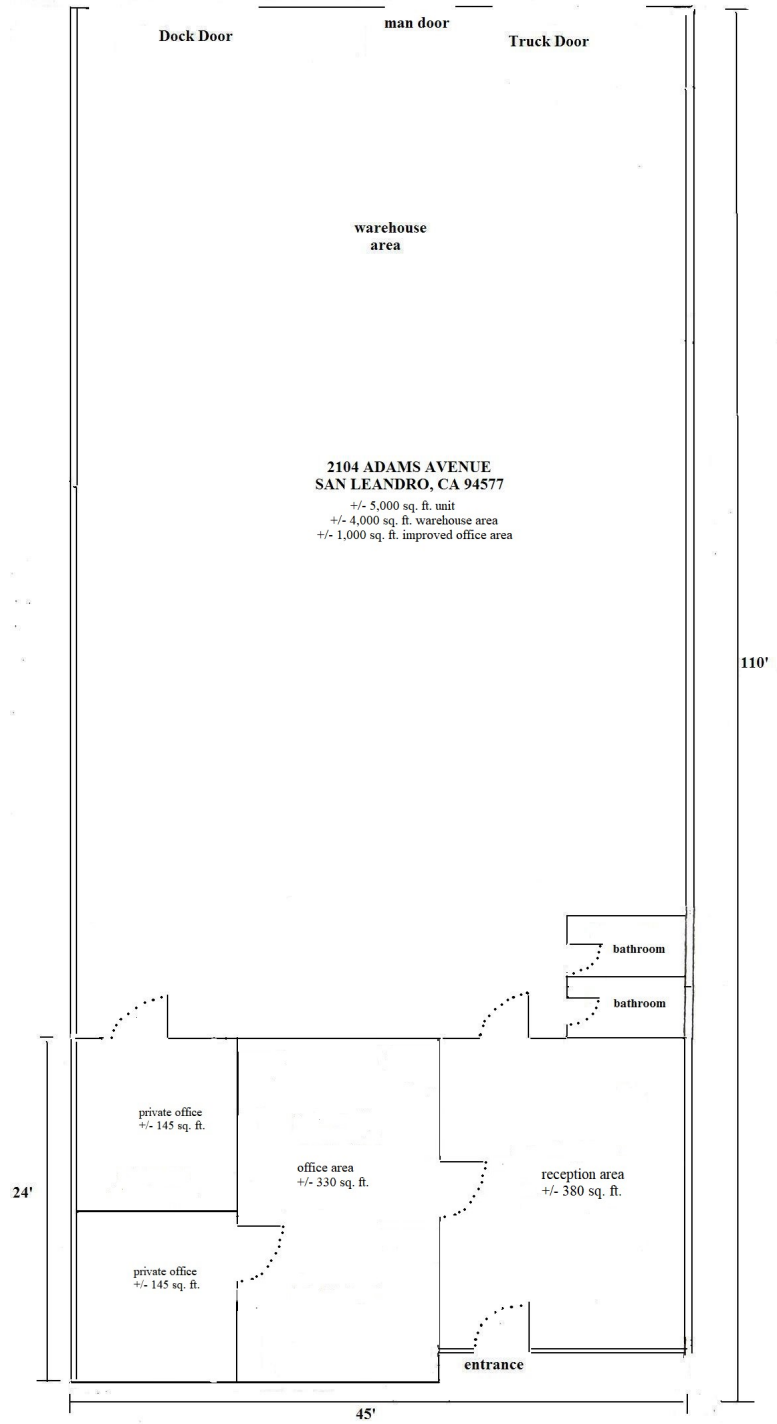 man door
Dock Door
Truck Door
warehouse
area
2104 ADAMS AVENUE
SAN LEANDRO, CA 94577
+/- 5,000 sq. ft. unit
+/- 4,000 sq. ft. warehouse area
+/- 1,000 sq. ft. improved office area
110'
bathroom
bathroom
private office
+/- 145 sq. ft.
office area
+/- 330 sq. ft.
reception area
+/- 380 sq. ft.
24'
private office
+/- 145 sq. ft.
entrance
45'